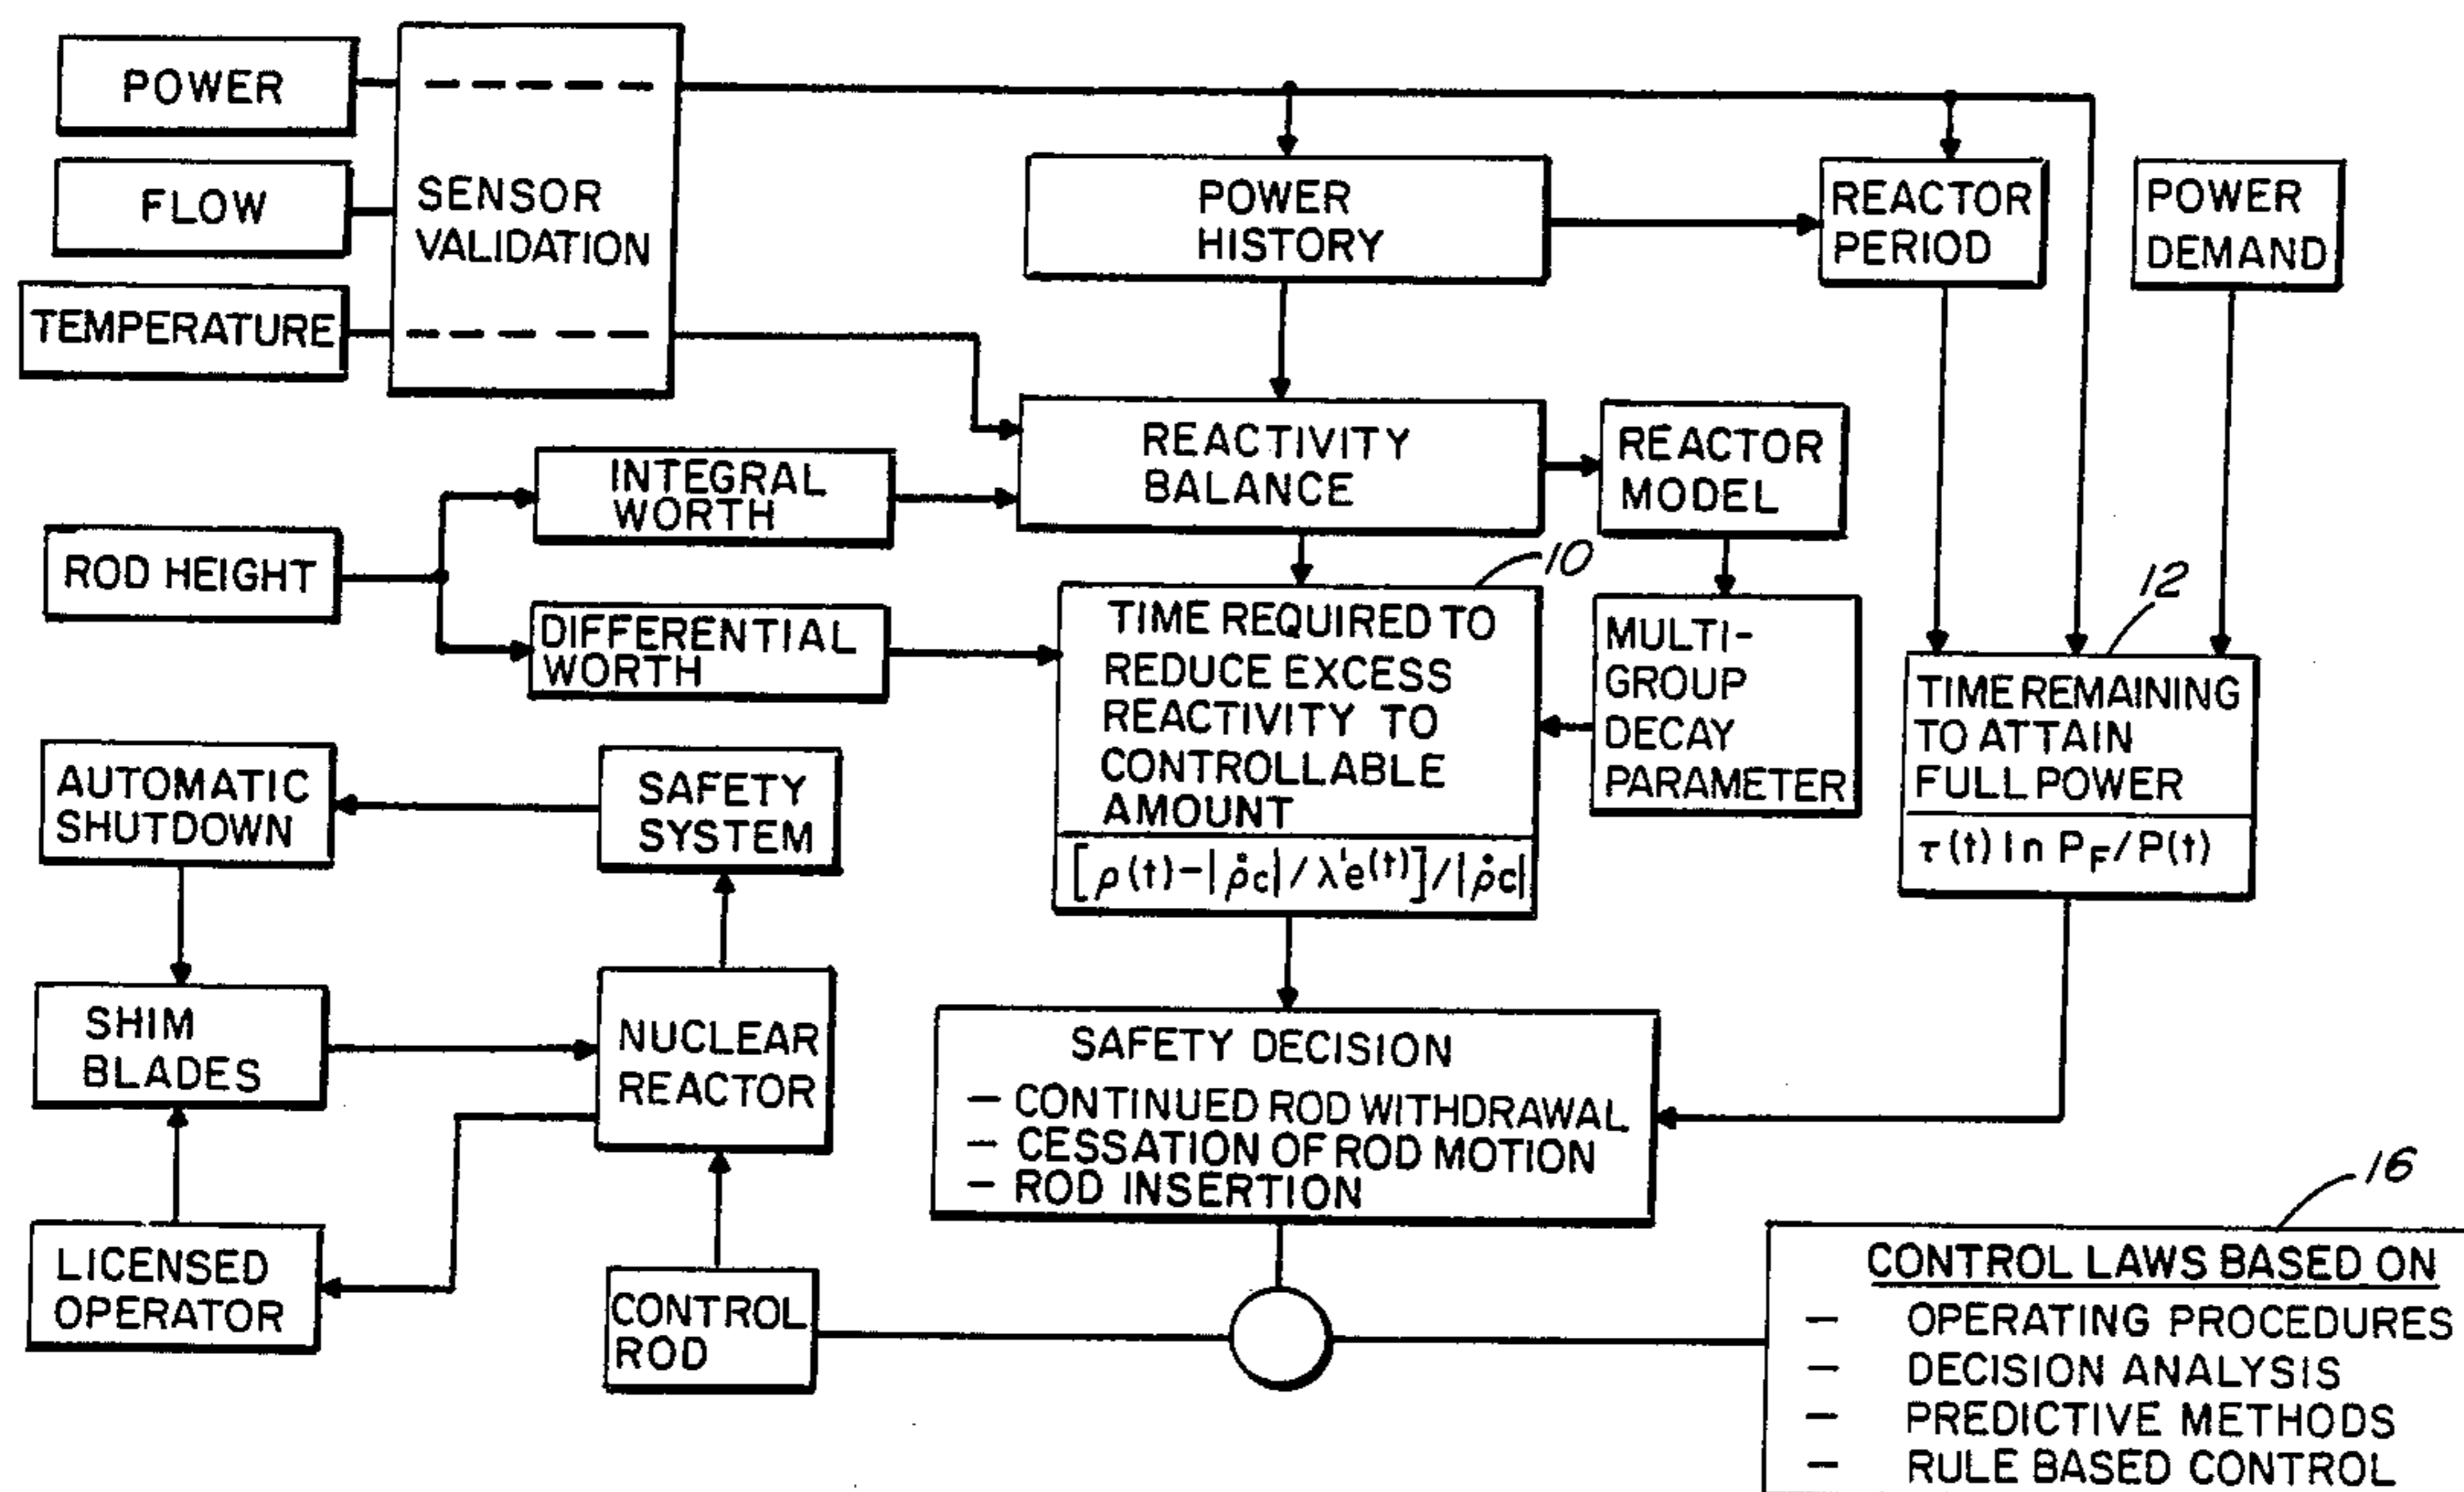 POWER
FLOW
TEMPERATURE
SENSOR
VALIDATION
POWER
HISTORY
REACTOR
PERIOD
POWER
DEMAND
ROD HEIGHT
INTEGRAL
WORTH
DIFFERENTIAL
WORTH
REACTIVITY
BALANCE
REACTOR
MODEL
10
TIME REQUIRED TO
REDUCE EXCESS
REACTIVITY TO
CONTROLLABLE
AMOUNT
[ρ(t)-|ρ̇c|/λ'e(t)]/|ρ̇c|
MULTI-
GROUP
DECAY
PARAMETER
12
TIME REMAINING
TO ATTAIN
FULL POWER
τ(t) ln PF/P(t)
AUTOMATIC
SHUTDOWN
SAFETY
SYSTEM
SHIM
BLADES
NUCLEAR
REACTOR
LICENSED
OPERATOR
CONTROL
ROD
SAFETY DECISION
— CONTINUED ROD WITHDRAWAL
— CESSATION OF ROD MOTION
— ROD INSERTION
16
CONTROL LAWS BASED ON
— OPERATING PROCEDURES
— DECISION ANALYSIS
— PREDICTIVE METHODS
— RULE BASED CONTROL